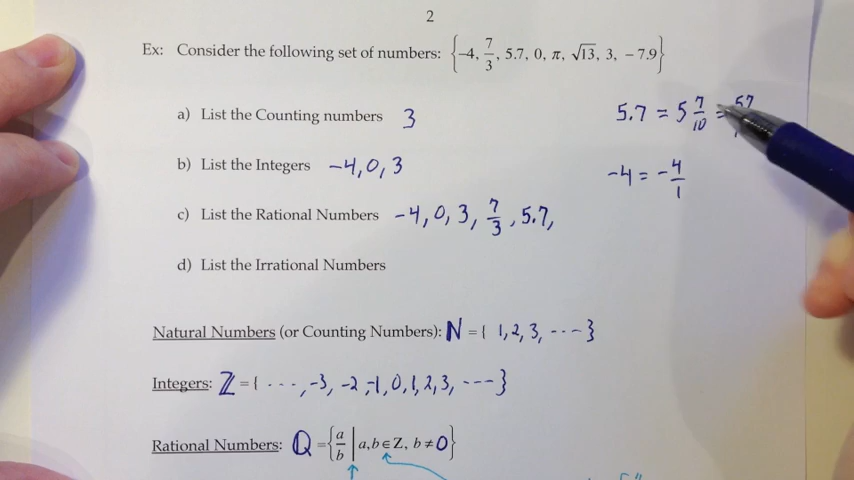 2
Ex: Consider the following set of numbers: {-4, 7/3, 5.7, 0, π, √13, 3, -7.9}
a) List the Counting numbers 3
5.7 = 5 7/10 = 57
b) List the Integers -4, 0, 3
-4 = -4/1
c) List the Rational Numbers -4, 0, 3, 7/3, 5.7,
d) List the Irrational Numbers
Natural Numbers (or Counting Numbers): ℕ = { 1, 2, 3, ---- }
Integers: ℤ = { ----, -3, -2, -1, 0, 1, 2, 3, ---- }
Rational Numbers: ℚ = {a/b | a, b ∈ Z, b ≠ 0}